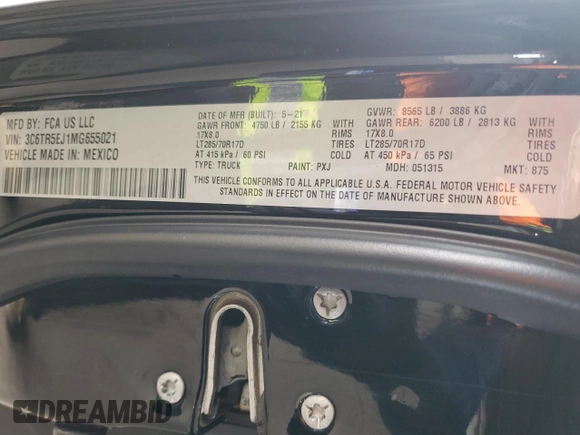 MFD BY: FCA US LLC
VIN: 3C6TR5EJ1MG655021
VEHICLE MADE IN: MEXICO
DATE OF MFR (BUILT): 5-21
GAWR FRONT: 4750 LB / 2155 KG WITH
17X8.0 RIMS
LT285/70R17D TIRES
AT 415 kPa / 60 PSI COLD
TYPE: TRUCK PAINT: PXJ
GVWR: 8565 LB / 3886 KG
GAWR REAR: 6200 LB / 2813 KG WITH
17X8.0 RIMS
LT285/70R17D TIRES
AT 450 kPa / 65 PSI COLD
MDH: 051315 MKT: 875
THIS VEHICLE CONFORMS TO ALL APPLICABLE U.S.A. FEDERAL MOTOR VEHICLE SAFETY
STANDARDS IN EFFECT ON THE DATE OF MANUFACTURE SHOWN ABOVE.
DREAMBID